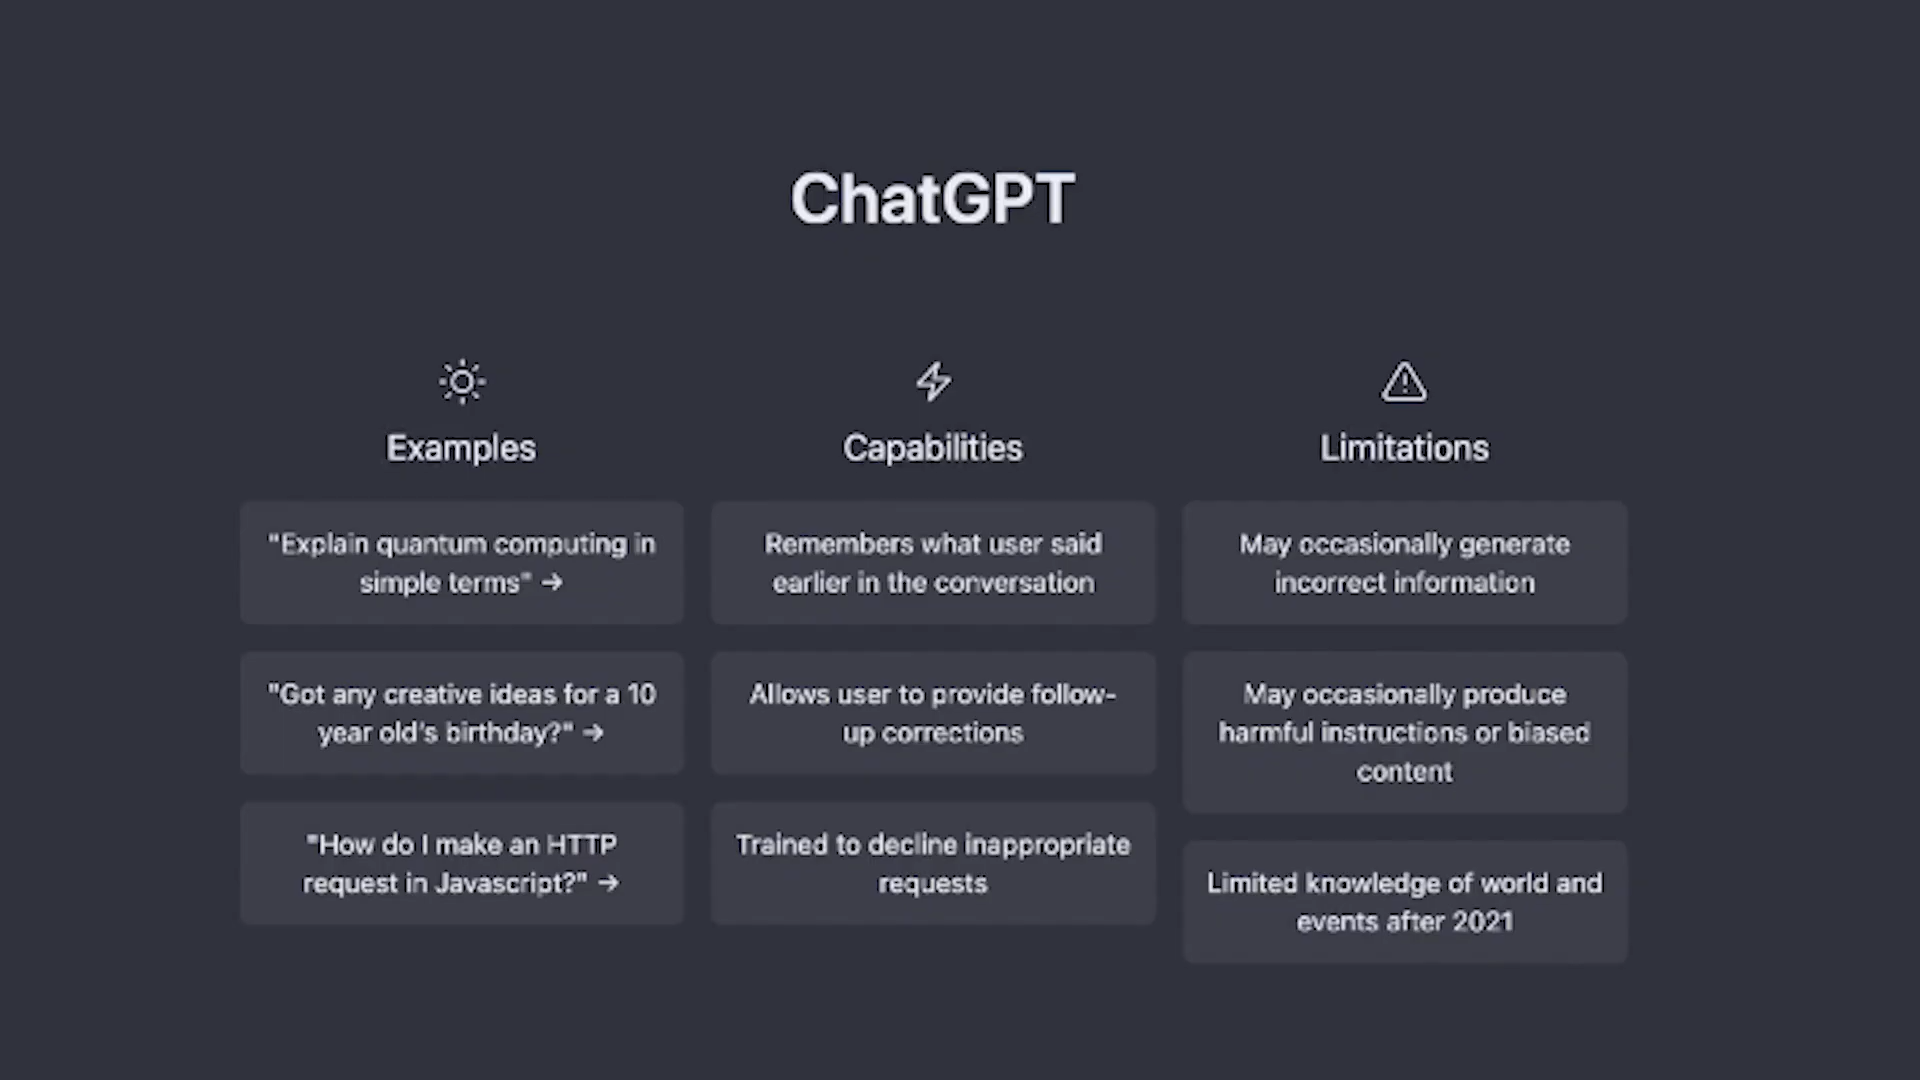 ChatGPT
Examples
"Explain quantum computing in
simple terms" →
"Got any creative ideas for a 10
year old's birthday?" →
"How do I make an HTTP
request in Javascript?" →
Capabilities
Remembers what user said
earlier in the conversation
Allows user to provide follow-
up corrections
Trained to decline inappropriate
requests
Limitations
May occasionally generate
incorrect information
May occasionally produce
harmful instructions or biased
content
Limited knowledge of world and
events after 2021